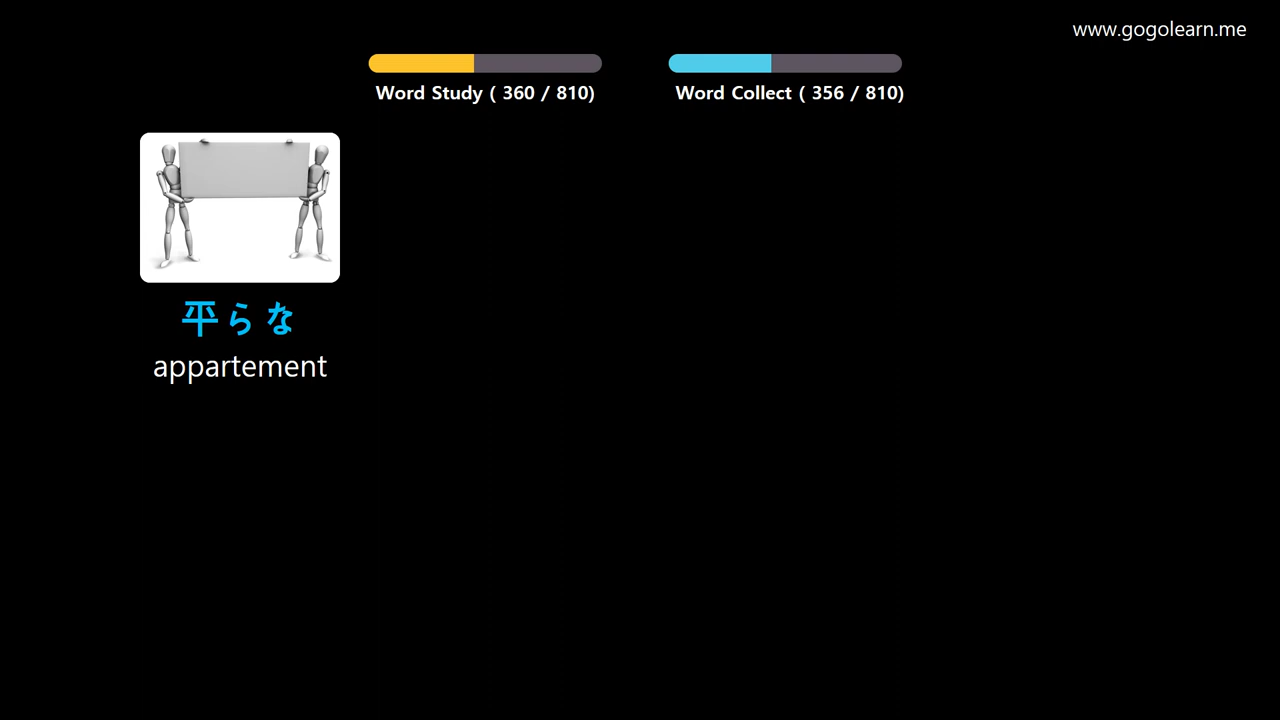 www.gogolearn.me
Word Study ( 360 / 810)
Word Collect ( 356 / 810)
平らな
appartement